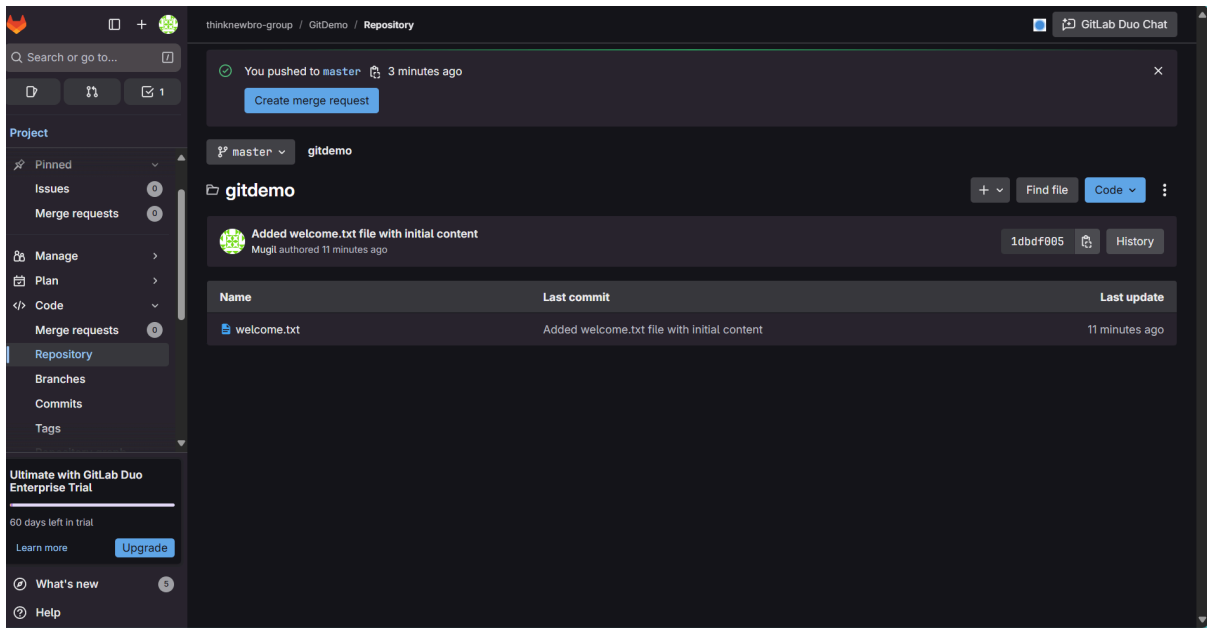 thinknewbro-group / GitDemo / Repository
GitLab Duo Chat
Search or go to... /
1
Project
Pinned
Issues 0
Merge requests 0
Manage
Plan
Code
Merge requests 0
Repository
Branches
Commits
Tags
Ultimate with GitLab Duo
Enterprise Trial
60 days left in trial
Learn more Upgrade
What's new 5
Help
You pushed to master 3 minutes ago
Create merge request
master gitdemo
gitdemo
+ Find file Code
Added welcome.txt file with initial content
Mugil authored 11 minutes ago
1dbdf005 History
Name Last commit Last update
welcome.txt Added welcome.txt file with initial content 11 minutes ago